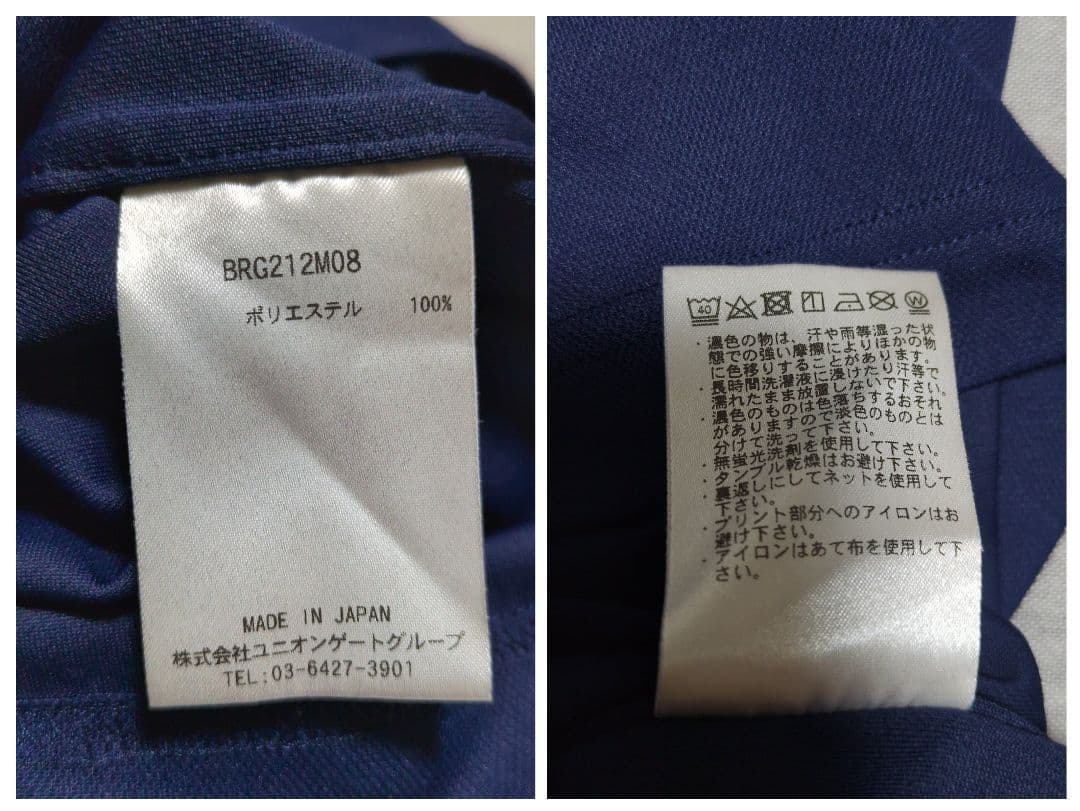 BRG212M08
ポリエステル 100%
MADE IN JAPAN
株式会社ユニオンゲートグループ
TEL:03-6427-3901
40 W
・濃色の物は、汗や雨等湿った状
態での強い摩擦によりほかの物
に色移りすることがあります。
・長時間洗濯液に浸けたり汗等で
濡れたまま放置しないで下さい。
・濃色のものは色落ちするおそれ
がありますので淡色のものとは
分けて洗って下さい。
・無蛍光洗剤を使用して下さい。
・タンブル乾燥はお避け下さい。
・裏返しにしてネットを使用して
下さい。
・プリント部分へのアイロンはお
避け下さい。
・アイロンはあて布を使用して下
さい。